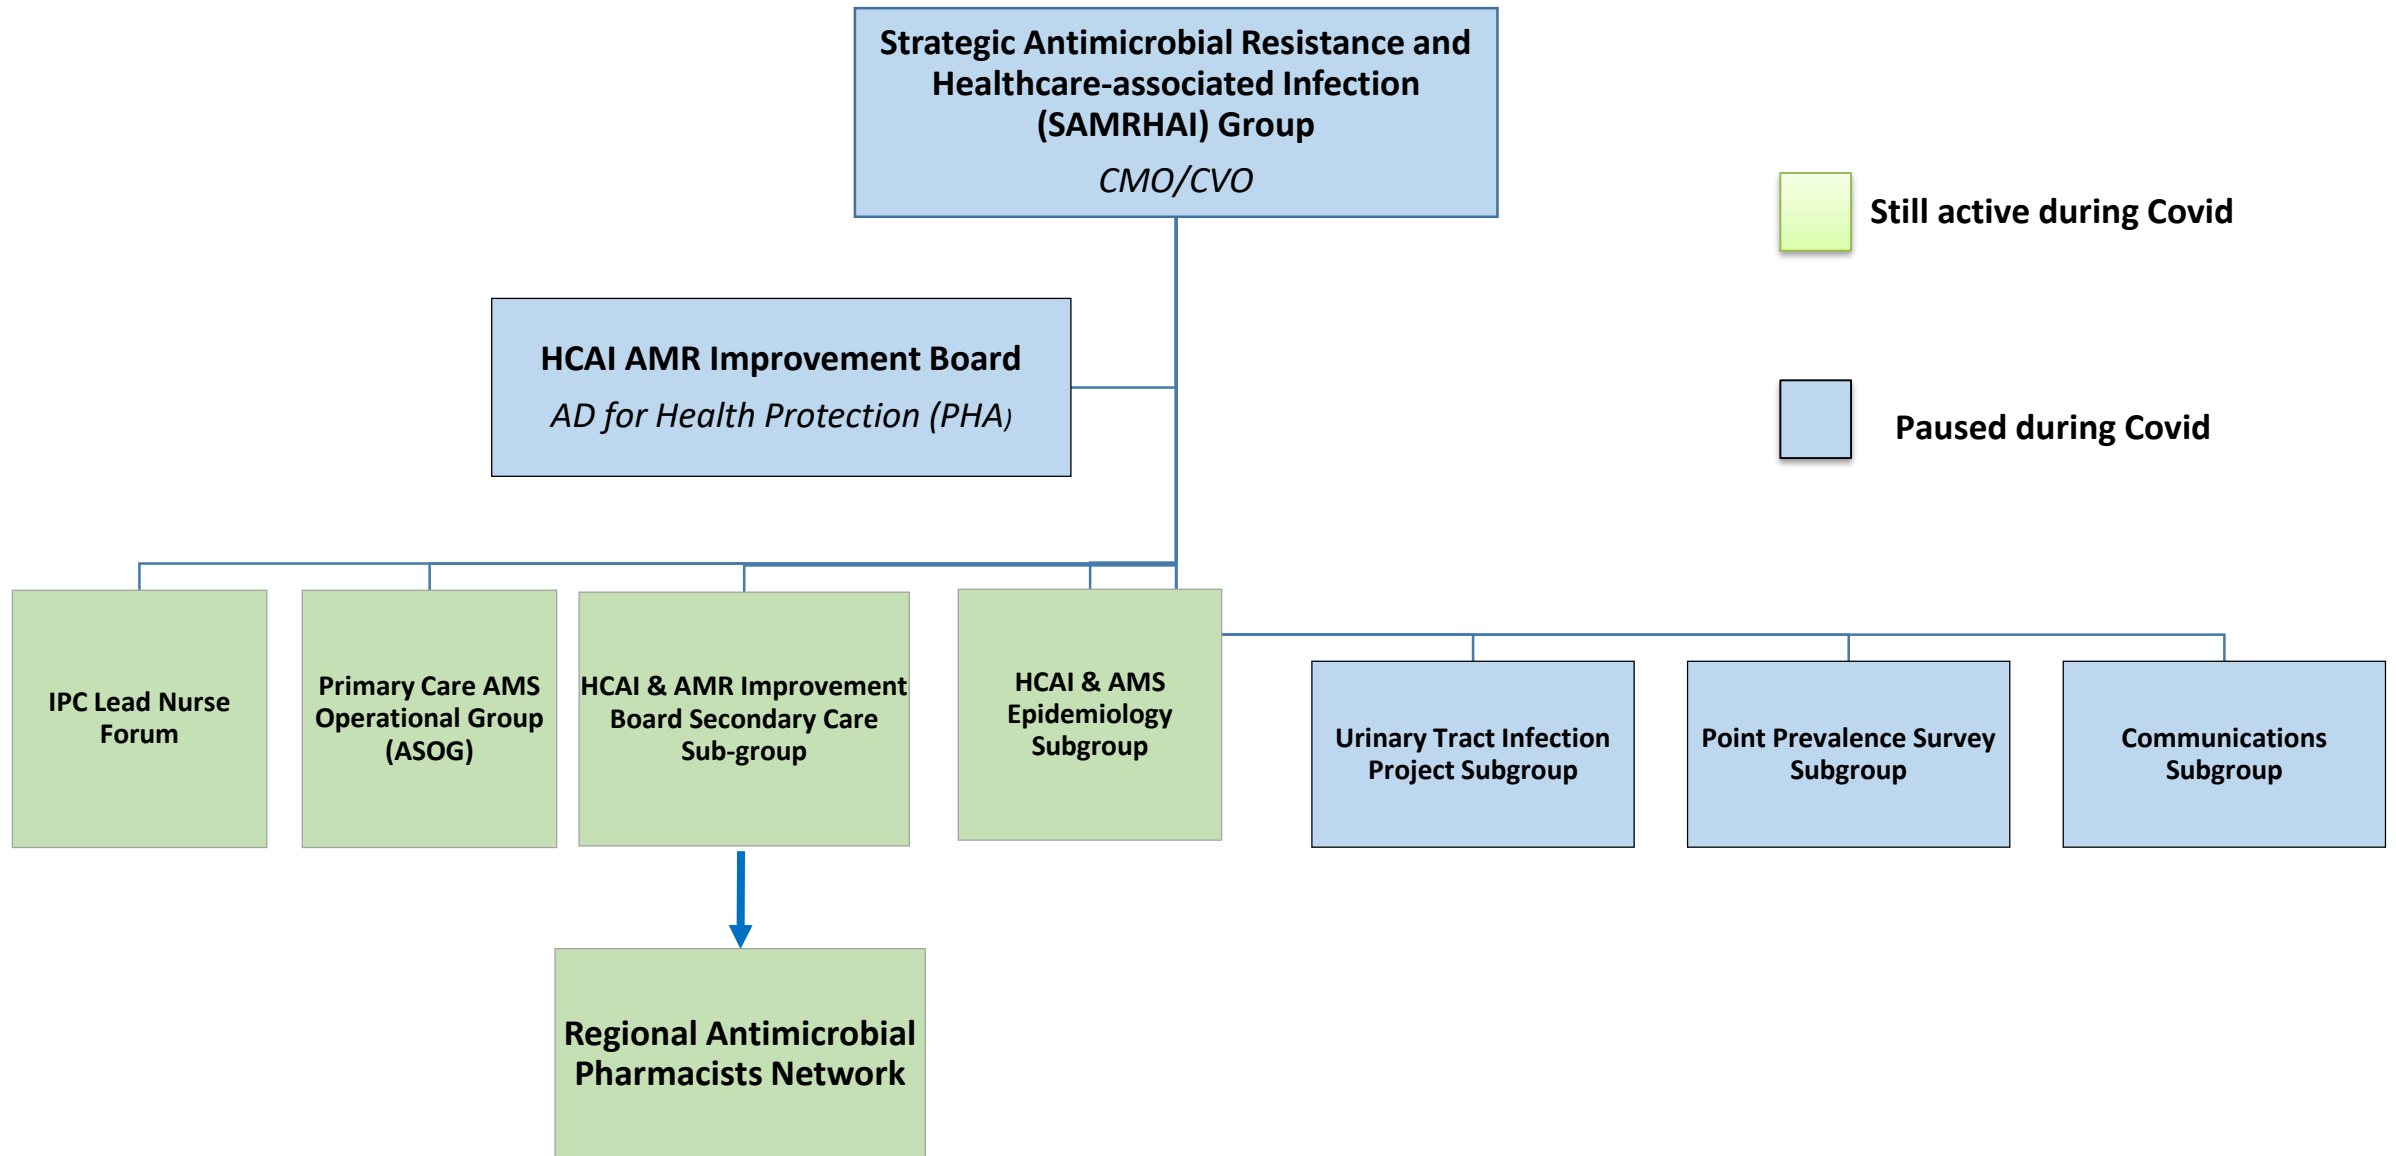 Strategic Antimicrobial Resistance and
Healthcare-associated Infection
(SAMRHAI) Group
CMO/CVO
Still active during Covid
HCAI AMR Improvement Board
AD for Health Protection (PHA)
Paused during Covid
IPC Lead Nurse
Forum
Primary Care AMS
Operational Group
(ASOG)
HCAI & AMR Improvement
Board Secondary Care
Sub-group
HCAI & AMS
Epidemiology
Subgroup
Urinary Tract Infection
Project Subgroup
Point Prevalence Survey
Subgroup
Communications
Subgroup
Regional Antimicrobial
Pharmacists Network